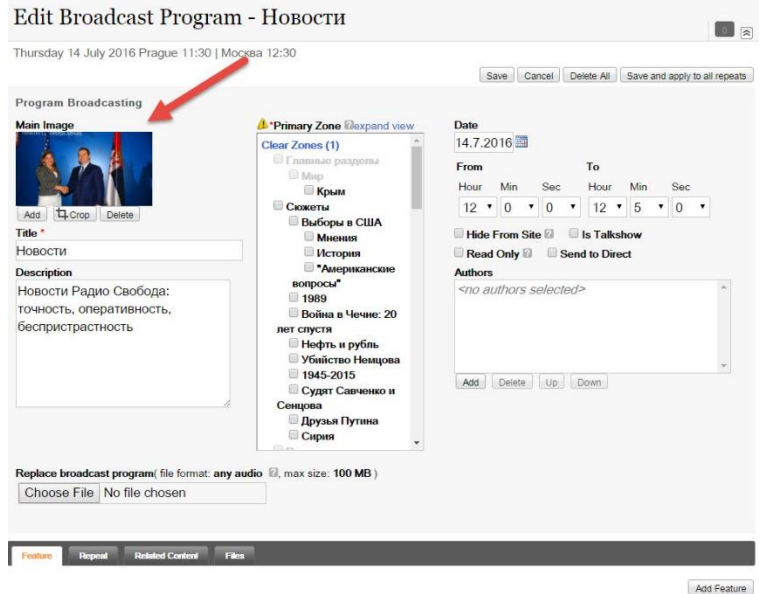 Edit Broadcast Program - Новости
0
Thursday 14 July 2016 Prague 11:30 | Москва 12:30
Save Cancel Delete All Save and apply to all repeats
Program Broadcasting
Main Image
Add Crop Delete
Title *
Новости
Description
Новости Радио Свобода:
точность, оперативность,
беспристрастность
*Primary Zone expand view
Clear Zones (1)
Главные разделы
Мир
Крым
Сюжеты
Выборы в США
Мнения
История
"Американские
вопросы"
1989
Война в Чечне: 20
лет спустя
Нефть и рубль
Убийство Немцова
1945-2015
Судят Савченко и
Сенцова
Друзья Путина
Сирия
Date
14.7.2016
From To
Hour Min Sec Hour Min Sec
12 0 0 12 5 0
Hide From Site ? Is Talkshow
Read Only ? Send to Direct
Authors
<no authors selected>
Add Delete Up Down
Replace broadcast program( file format: any audio ?, max size: 100 MB )
Choose File No file chosen
Feature Repeat Related Content Files
Add Feature